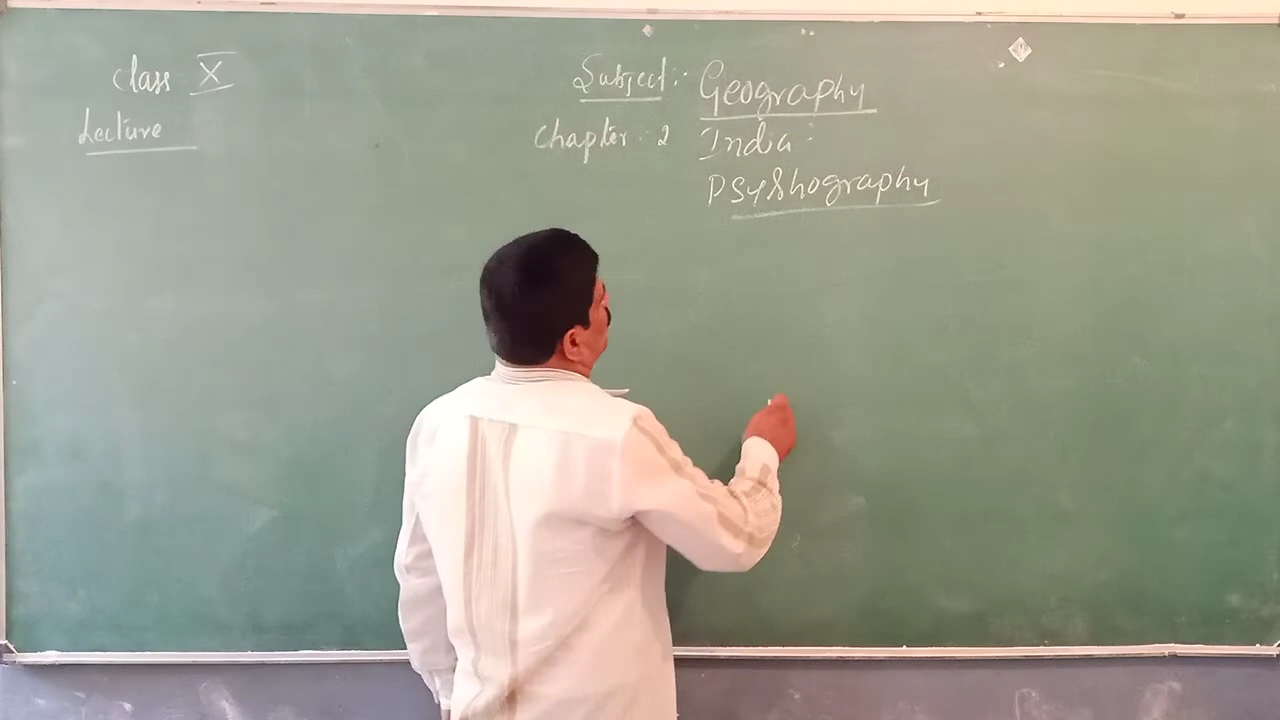 Class X
Lecture
Subject:- Geography
Chapter:- 2 India:
Psyshography